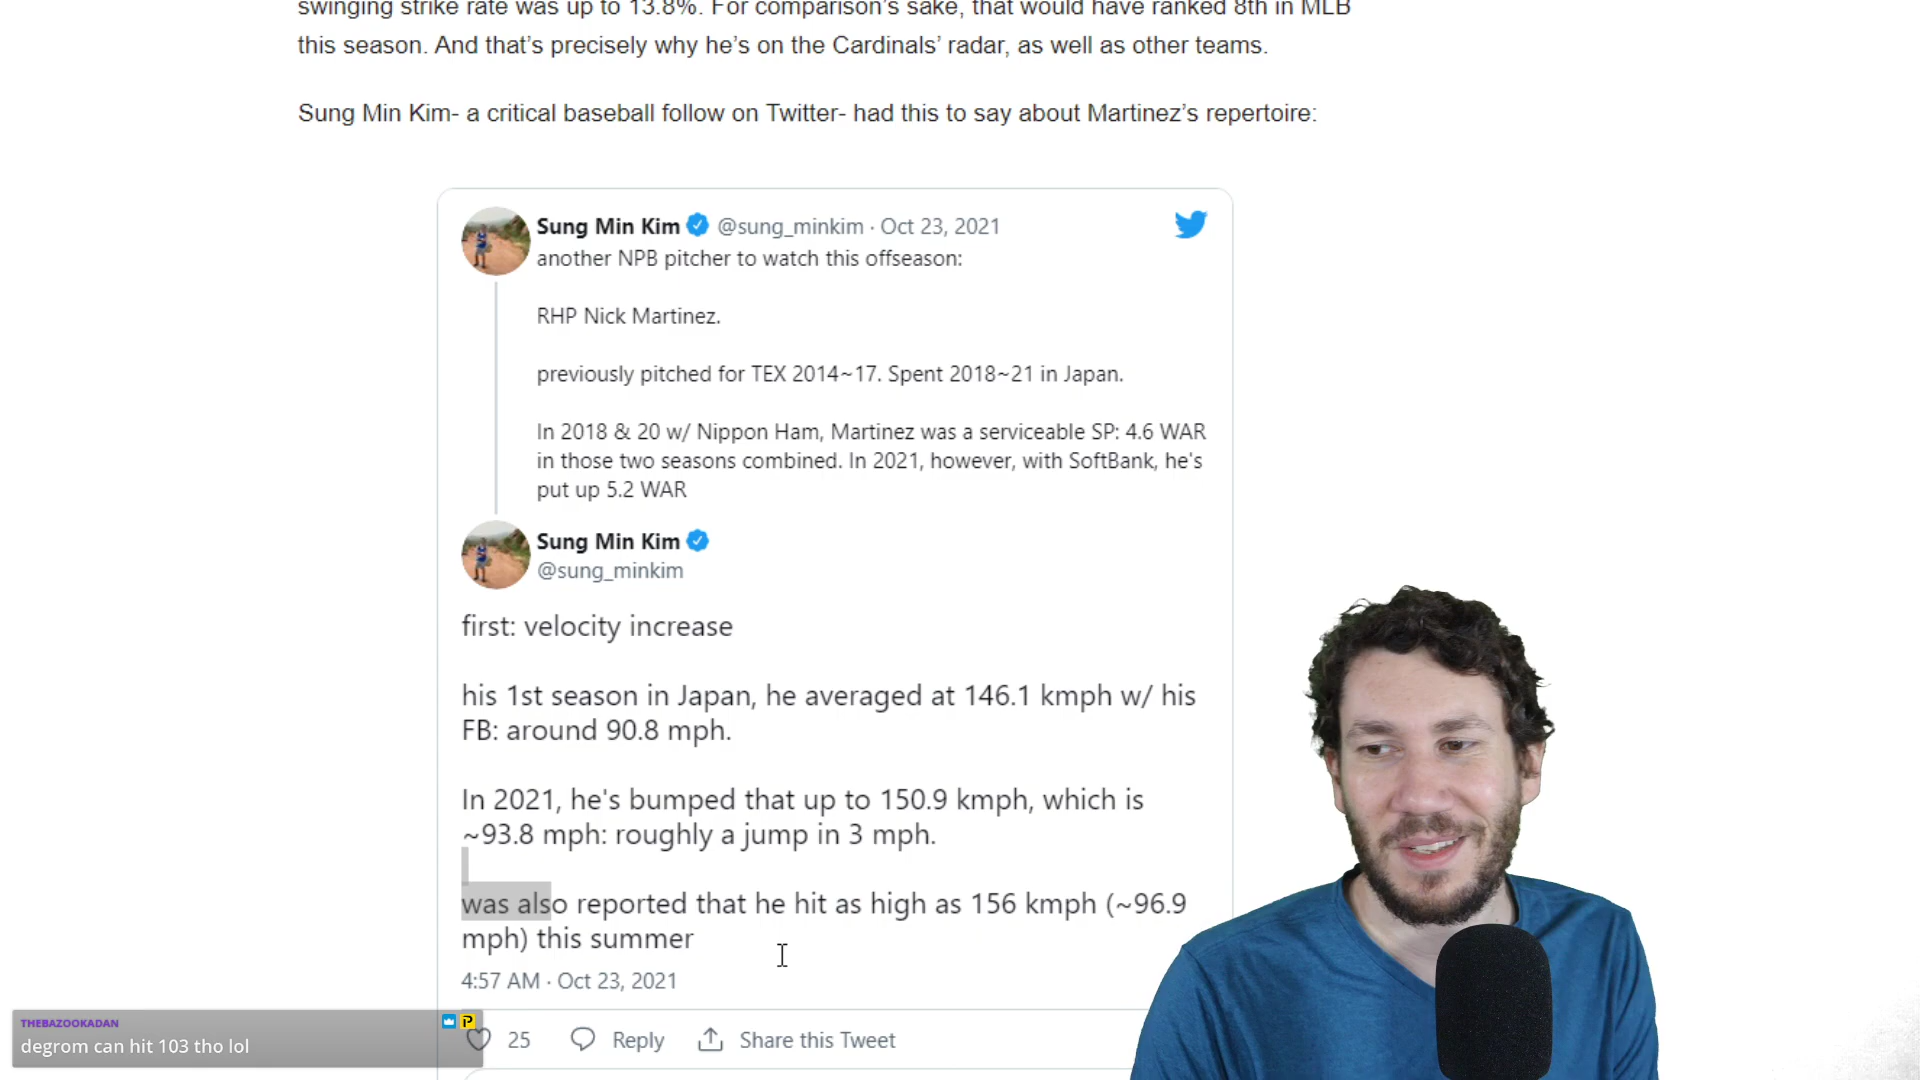 swinging strike rate was up to 13.8%. For comparison's sake, that would have ranked 8th in MLB
this season. And that's precisely why he's on the Cardinals' radar, as well as other teams.
Sung Min Kim- a critical baseball follow on Twitter- had this to say about Martinez's repertoire:
Sung Min Kim @sung_minkim · Oct 23, 2021
another NPB pitcher to watch this offseason:
RHP Nick Martinez.
previously pitched for TEX 2014~17. Spent 2018~21 in Japan.
In 2018 & 20 w/ Nippon Ham, Martinez was a serviceable SP: 4.6 WAR
in those two seasons combined. In 2021, however, with SoftBank, he's
put up 5.2 WAR
Sung Min Kim
@sung_minkim
first: velocity increase
his 1st season in Japan, he averaged at 146.1 kmph w/ his
FB: around 90.8 mph.
In 2021, he's bumped that up to 150.9 kmph, which is
~93.8 mph: roughly a jump in 3 mph.
was also reported that he hit as high as 156 kmph (~96.9
mph) this summer
4:57 AM · Oct 23, 2021
25 Reply Share this Tweet
THEBAZOOKADAN
degrom can hit 103 tho lol